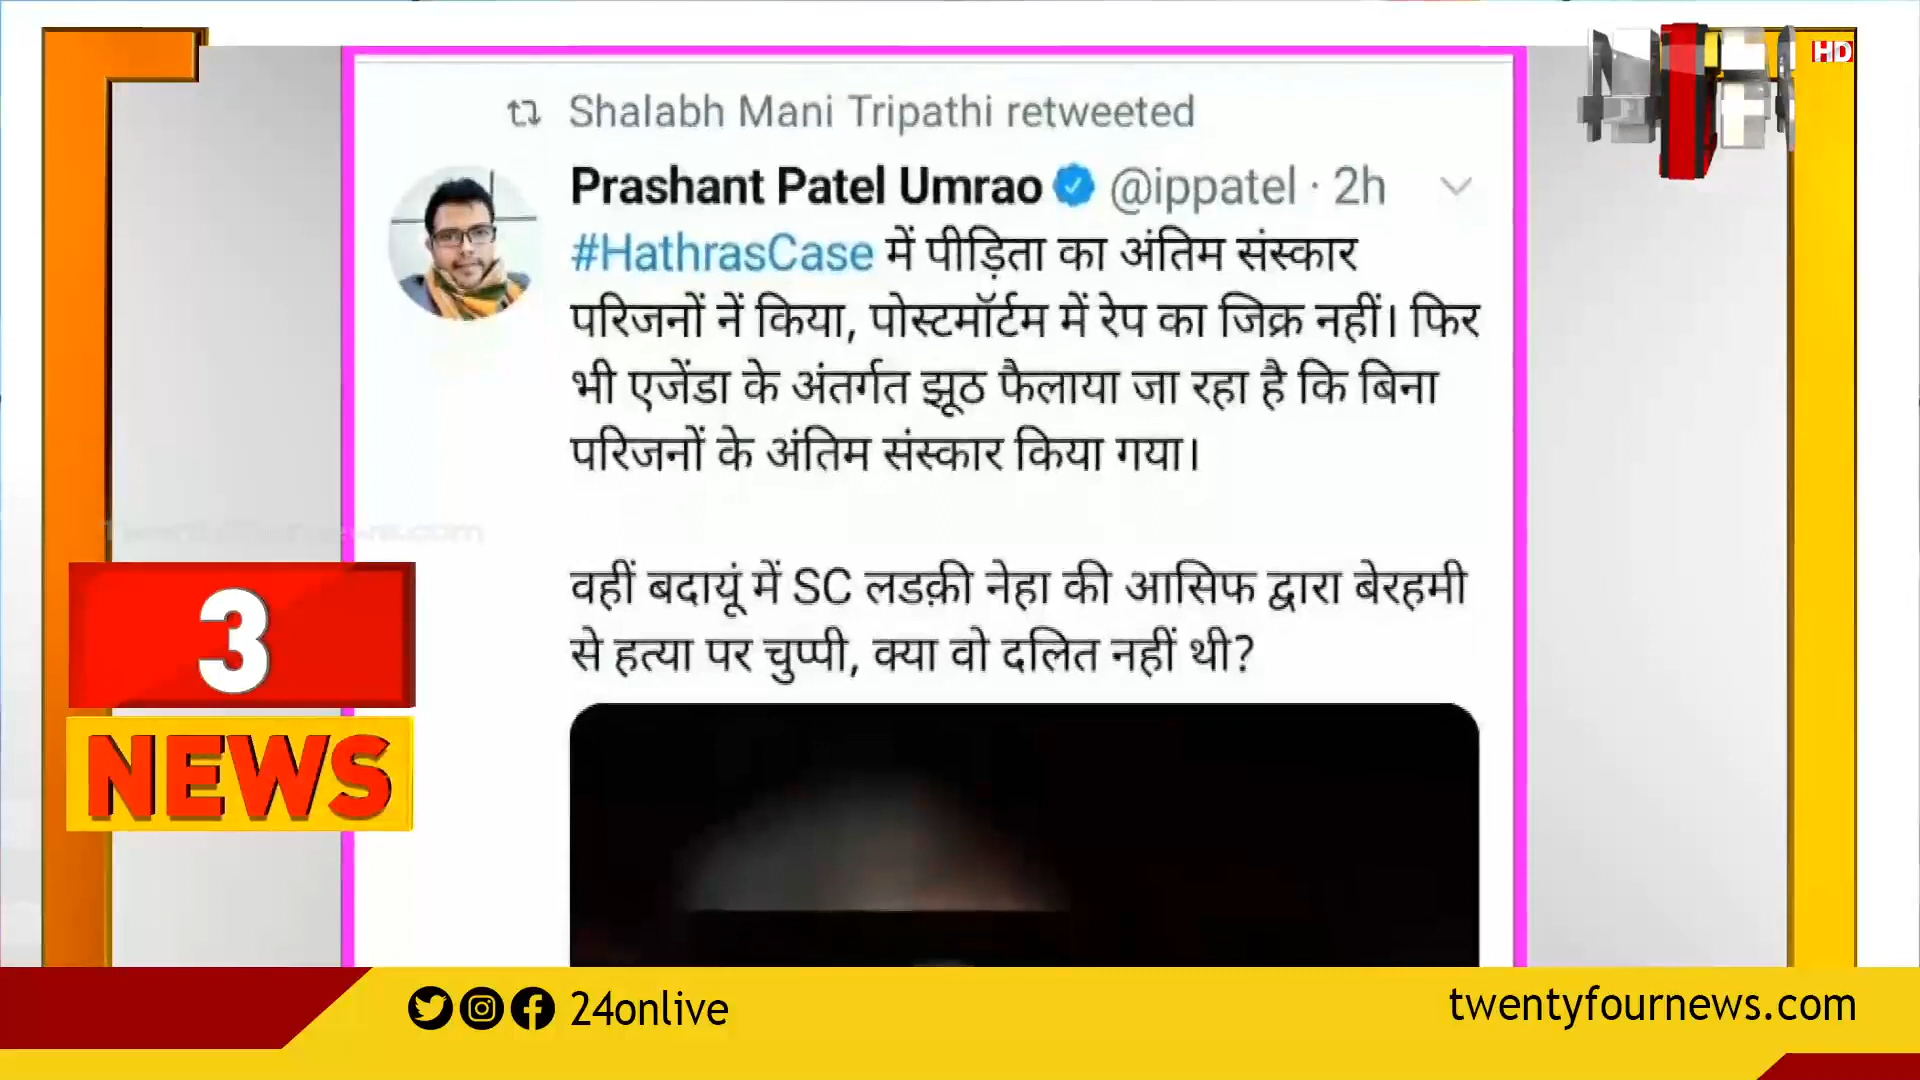 HD
Shalabh Mani Tripathi retweeted
Prashant Patel Umrao @ippatel · 2h
#HathrasCase में पीड़िता का अंतिम संस्कार
परिजनों नें किया, पोस्टमॉर्टम में रेप का जिक्र नहीं। फिर
भी एजेंडा के अंतर्गत झूठ फैलाया जा रहा है कि बिना
परिजनों के अंतिम संस्कार किया गया।
वहीं बदायूं में SC लडक़ी नेहा की आसिफ द्वारा बेरहमी
से हत्या पर चुप्पी, क्या वो दलित नहीं थी?
3
NEWS
24onlive
twentyfournews.com